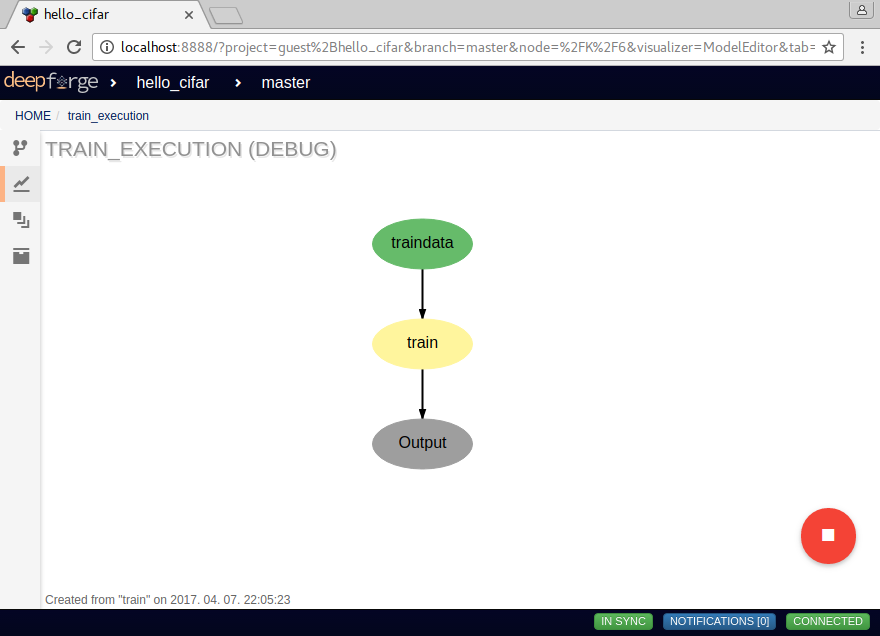 hello_cifar
localhost:8888/?project=guest%2Bhello_cifar&branch=master&node=%2FK%2F6&visualizer=ModelEditor&tab=
deepforge hello_cifar master
HOME / train_execution
TRAIN_EXECUTION (DEBUG)
traindata
train
Output
Created from "train" on 2017. 04. 07. 22:05:23
IN SYNC NOTIFICATIONS [0] CONNECTED